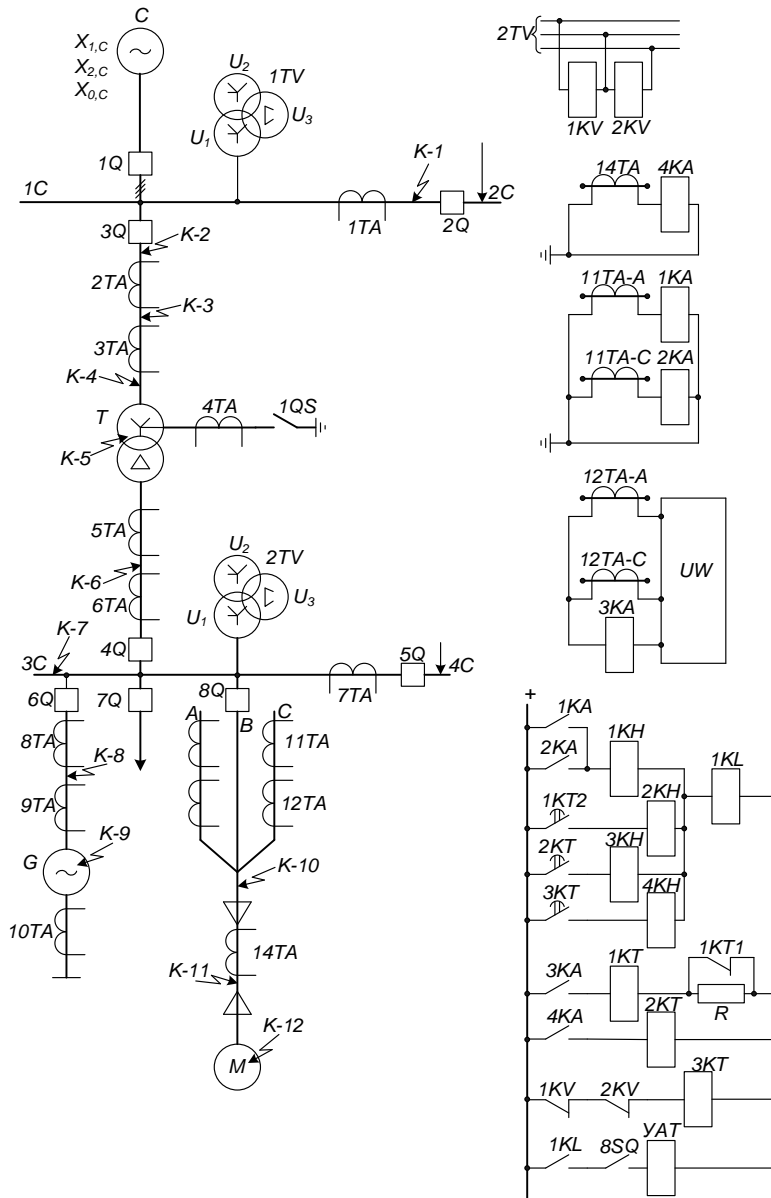 C
X1,C
X2,C
X0,C
U2
1TV
U3
U1
1Q
K-1
1C
2C
1TA
2Q
3Q
K-2
2TA
K-3
3TA
K-4
T
4TA
1QS
K-5
5TA
K-6
6TA
U2
2TV
U3
U1
K-7
4Q
3C
5Q
4C
7TA
6Q
7Q
8Q
A
B
C
8TA
11TA
K-8
9TA
12TA
K-9
G
K-10
10TA
14TA
K-11
K-12
M
2TV
1KV
2KV
14TA
4KA
11TA-A
1KA
11TA-C
2KA
12TA-A
12TA-C
UW
3KA
+
1KA
1KH
2KA
1KL
2KH
1KT2
3KH
2KT
4KH
3KT
1KT
1KT1
3KA
R
2KT
4KA
3KT
1KV
2KV
УАТ
1KL
8SQ